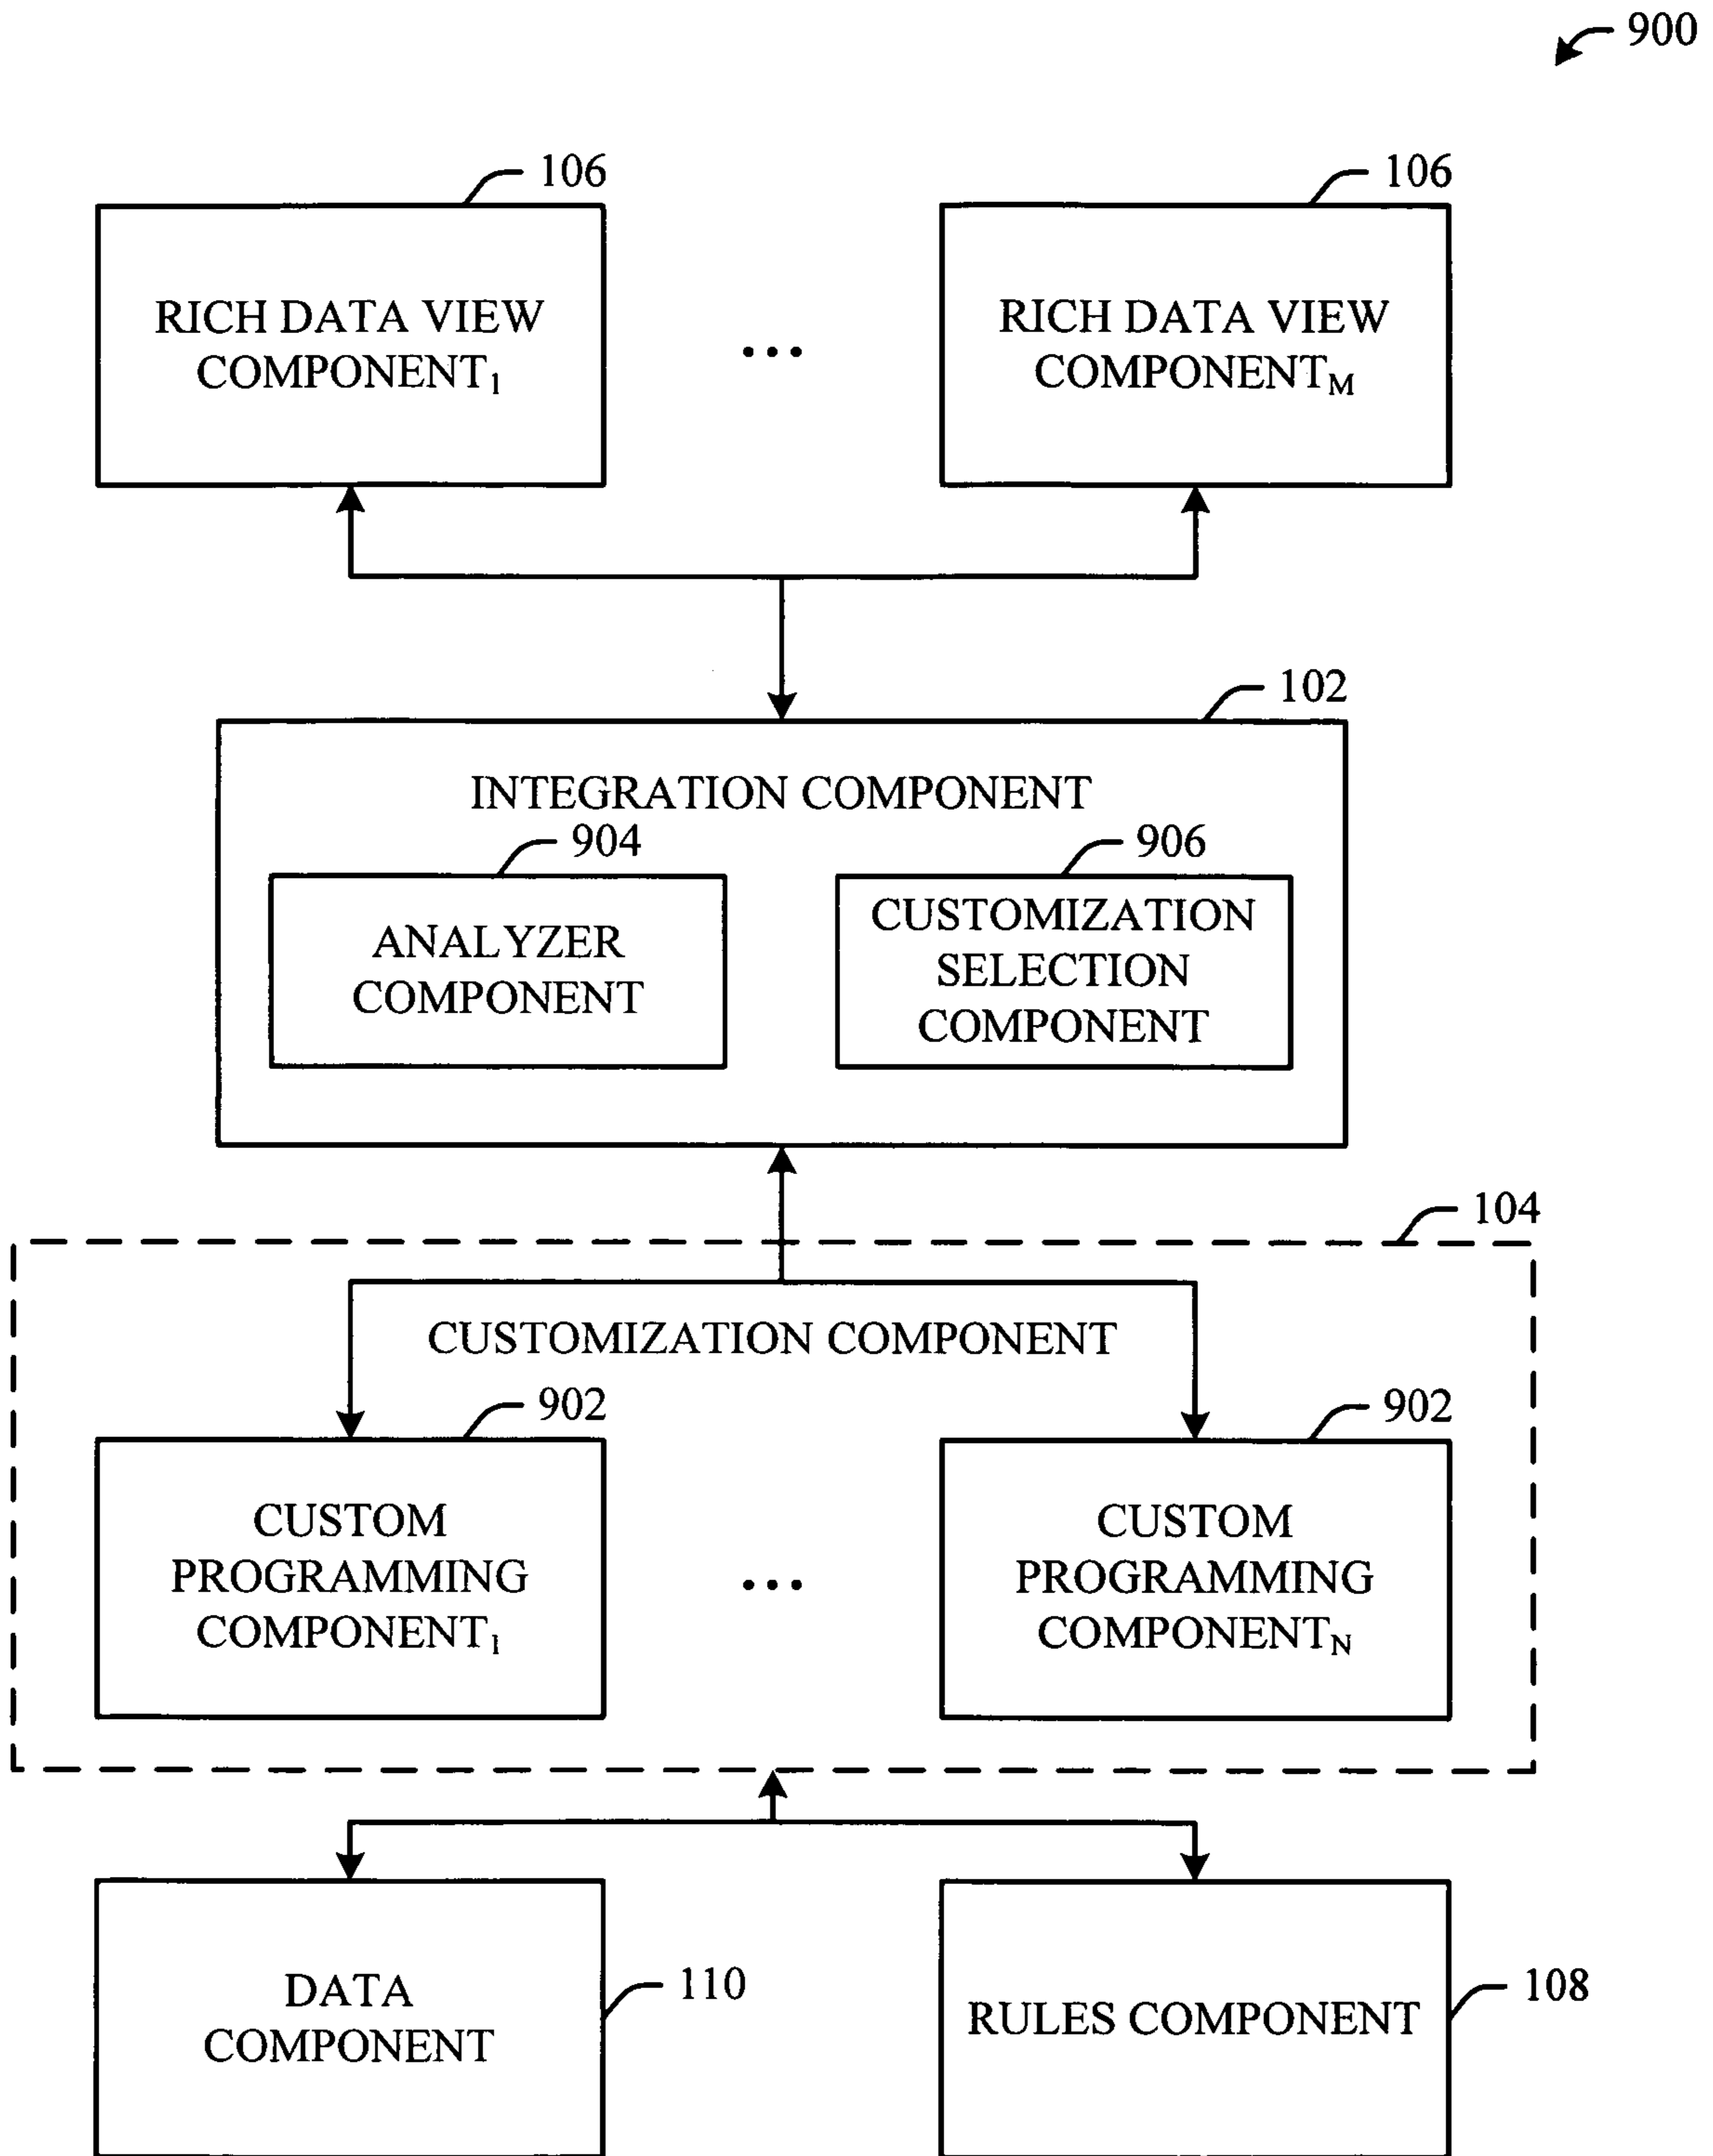 900
106
106
RICH DATA VIEW
COMPONENT₁
...
RICH DATA VIEW
COMPONENTM
102
INTEGRATION COMPONENT
904
906
ANALYZER
COMPONENT
CUSTOMIZATION
SELECTION
COMPONENT
104
CUSTOMIZATION COMPONENT
902
902
CUSTOM
PROGRAMMING
COMPONENT₁
...
CUSTOM
PROGRAMMING
COMPONENTN
DATA
COMPONENT
110
RULES COMPONENT
108